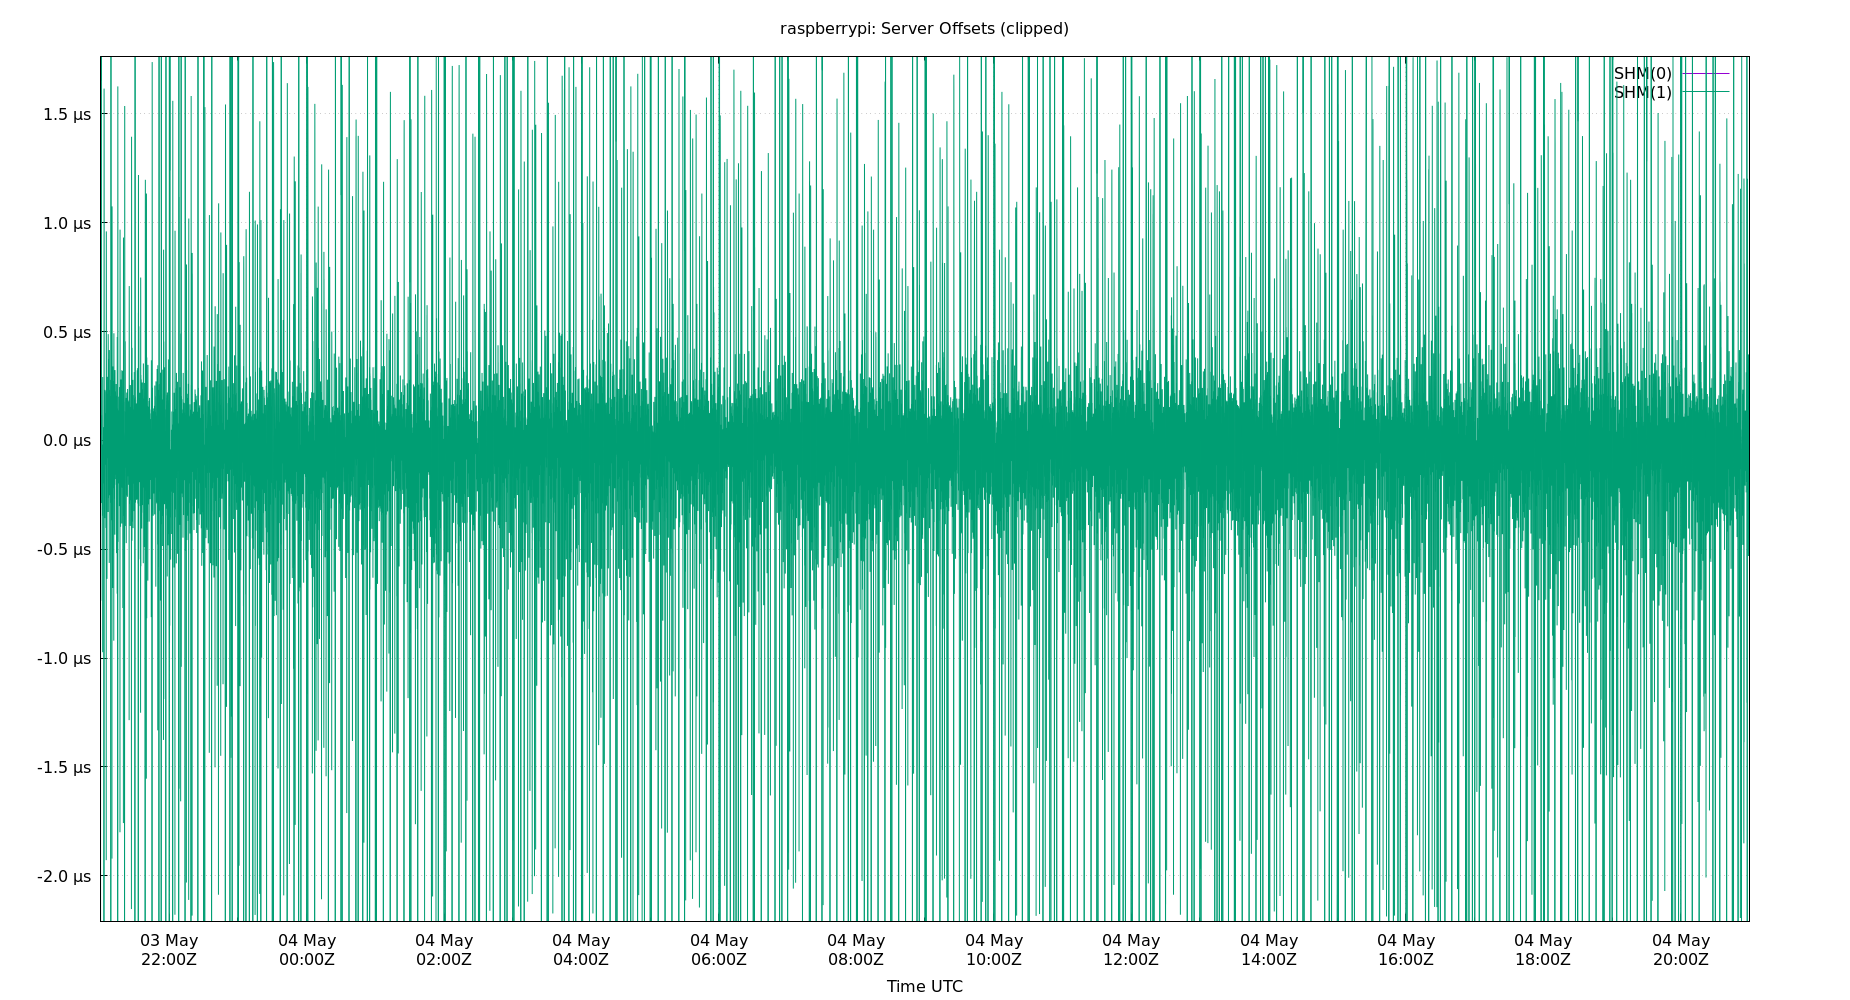 raspberrypi: Server Offsets (clipped)
SHM(0)
SHM(1)
1.5 µs
1.0 µs
0.5 µs
0.0 µs
-0.5 µs
-1.0 µs
-1.5 µs
-2.0 µs
03 May 04 May 04 May 04 May 04 May 04 May 04 May 04 May 04 May 04 May 04 May 04 May
22:00Z 00:00Z 02:00Z 04:00Z 06:00Z 08:00Z 10:00Z 12:00Z 14:00Z 16:00Z 18:00Z 20:00Z
Time UTC